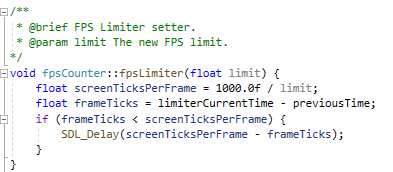 /**
 * @brief FPS Limiter setter.
 * @param limit The new FPS limit.
*/
void fpsCounter::fpsLimiter(float limit) {
    float screenTicksPerFrame = 1000.0f / limit;
    float frameTicks = limiterCurrentTime - previousTime;
    if (frameTicks < screenTicksPerFrame) {
        SDL_Delay(screenTicksPerFrame - frameTicks);
    }
}